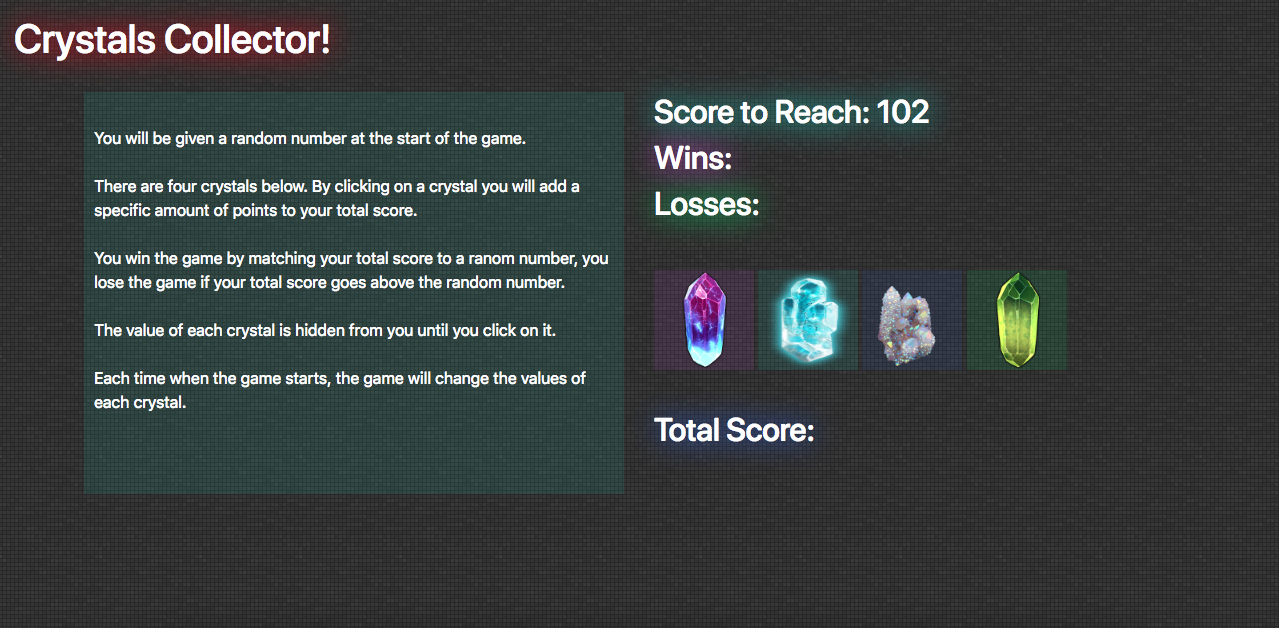 Crystals Collector!
You will be given a random number at the start of the game.
There are four crystals below. By clicking on a crystal you will add a
specific amount of points to your total score.
You win the game by matching your total score to a ranom number, you
lose the game if your total score goes above the random number.
The value of each crystal is hidden from you until you click on it.
Each time when the game starts, the game will change the values of
each crystal.
Score to Reach: 102
Wins:
Losses:
Total Score: